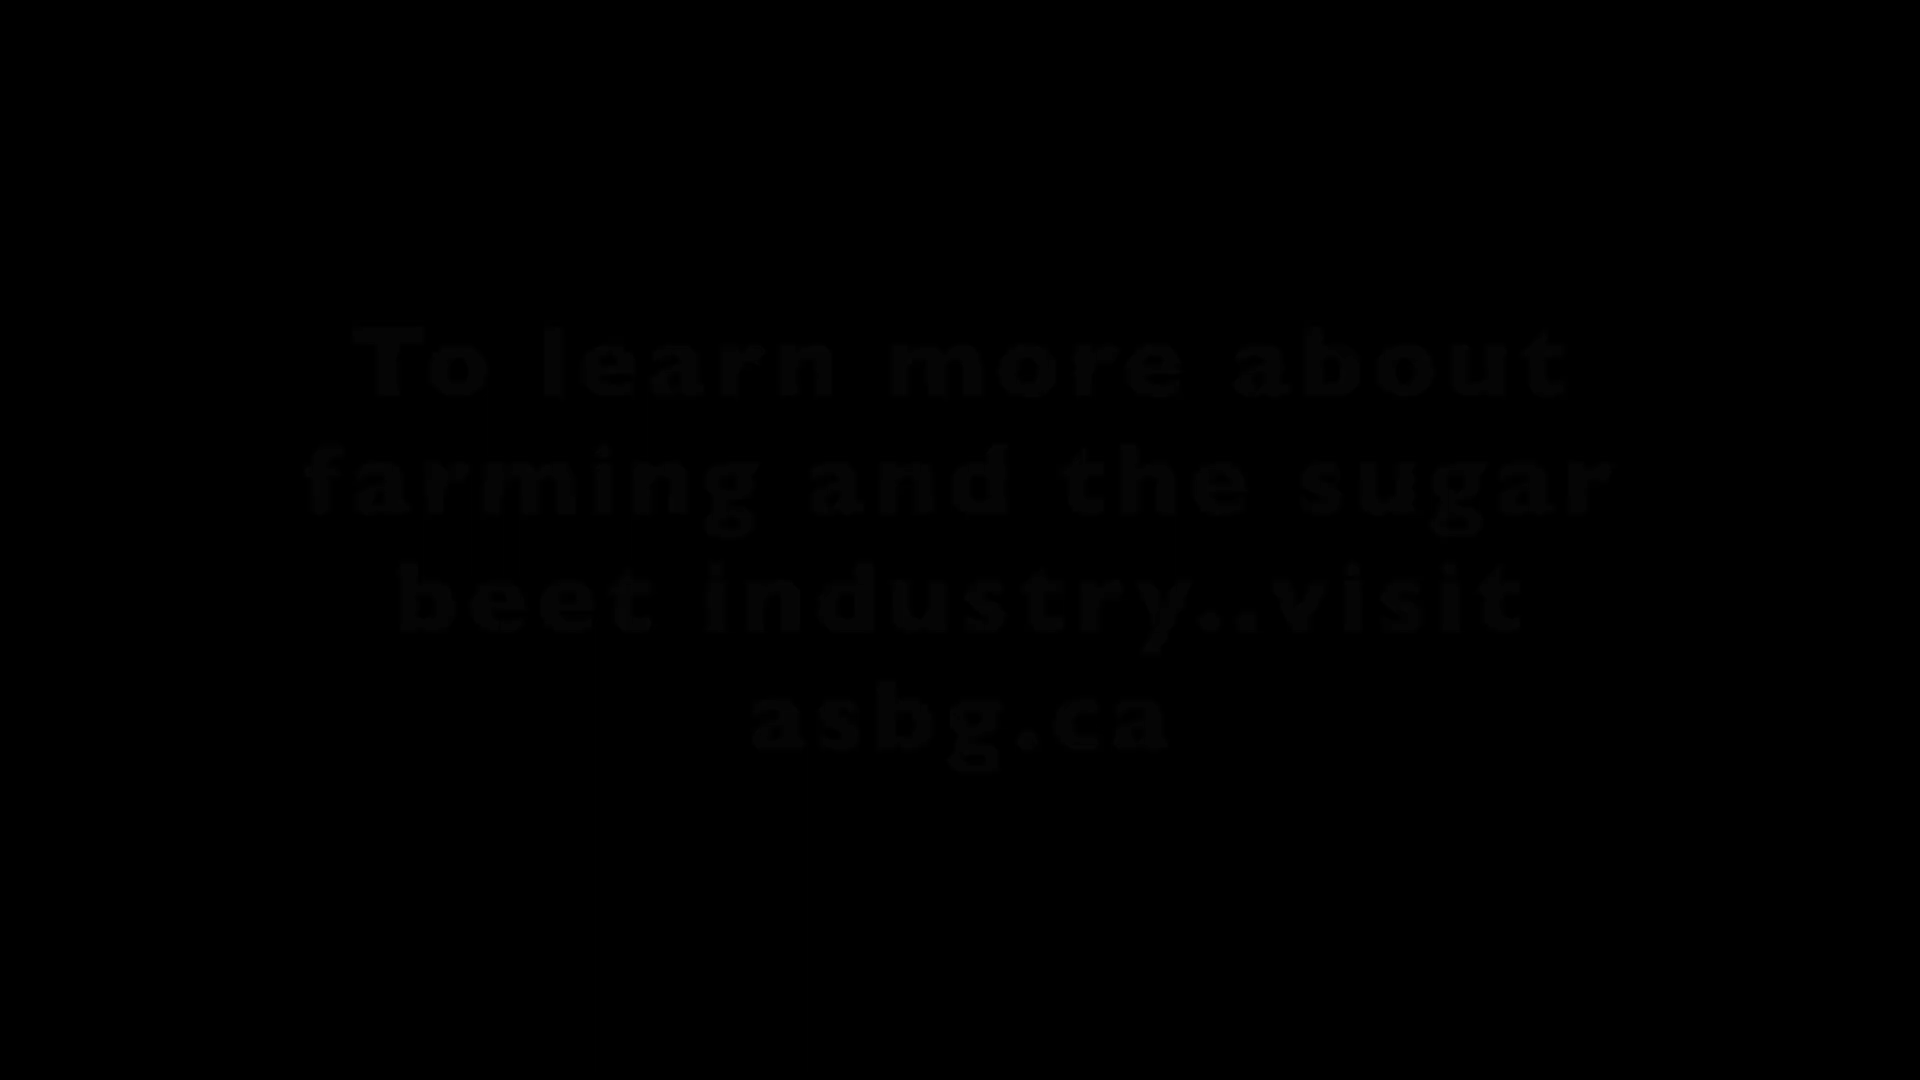 To learn more about
farming and the sugar
beet industry..visit
asbg.ca